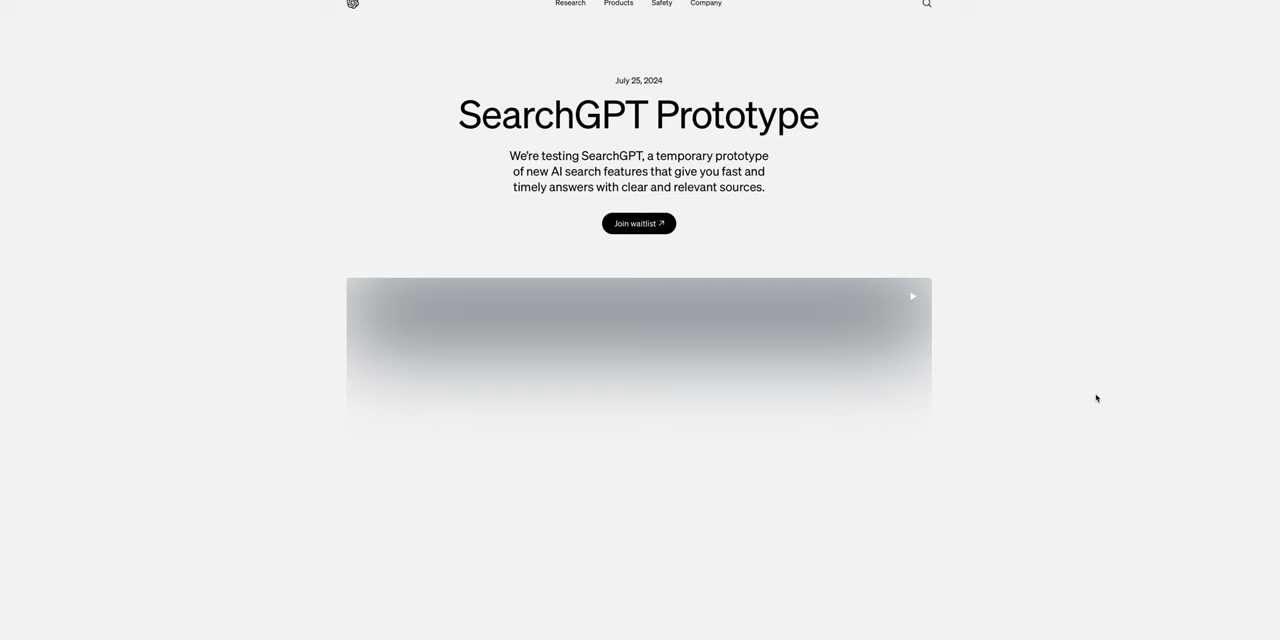 Research Products Safety Company
July 25, 2024
SearchGPT Prototype
We're testing SearchGPT, a temporary prototype
of new AI search features that give you fast and
timely answers with clear and relevant sources.
Join waitlist ↗